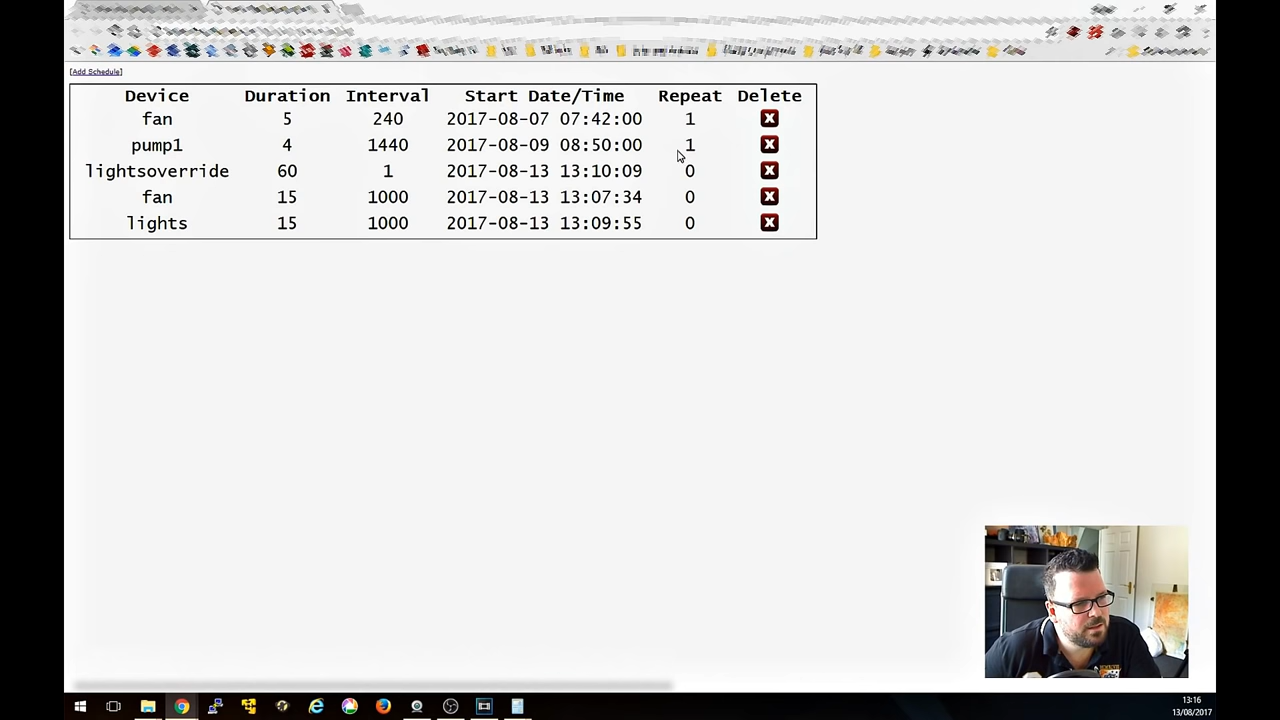 [Add Schedule]
Device Duration Interval Start Date/Time Repeat Delete
fan 5 240 2017-08-07 07:42:00 1 X
pump1 4 1440 2017-08-09 08:50:00 1 X
lightsoverride 60 1 2017-08-13 13:10:09 0 X
fan 15 1000 2017-08-13 13:07:34 0 X
lights 15 1000 2017-08-13 13:09:55 0 X
13:16
13/08/2017